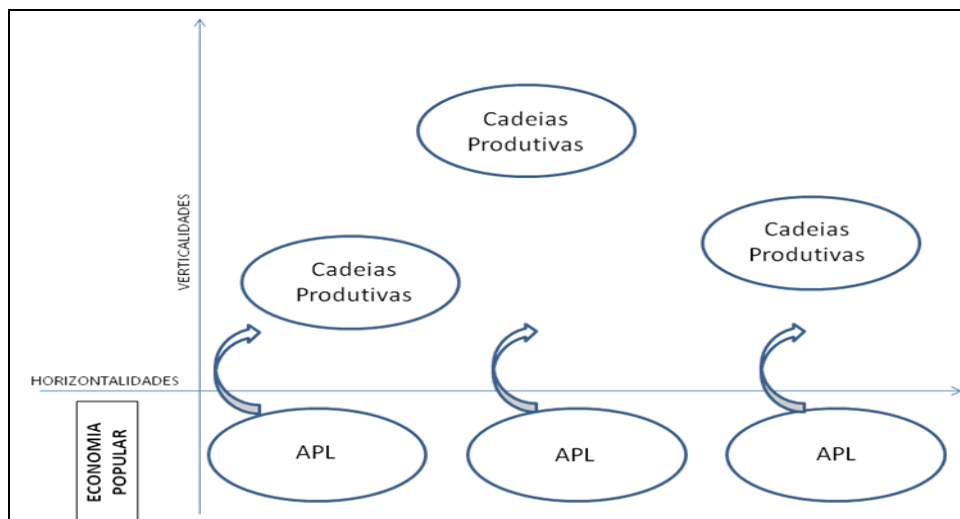 Cadeias
Produtivas
Cadeias
Produtivas
Cadeias
Produtivas
VERTICALIDADES
HORIZONTALIDADES
ECONOMIA
POPULAR
APL
APL
APL